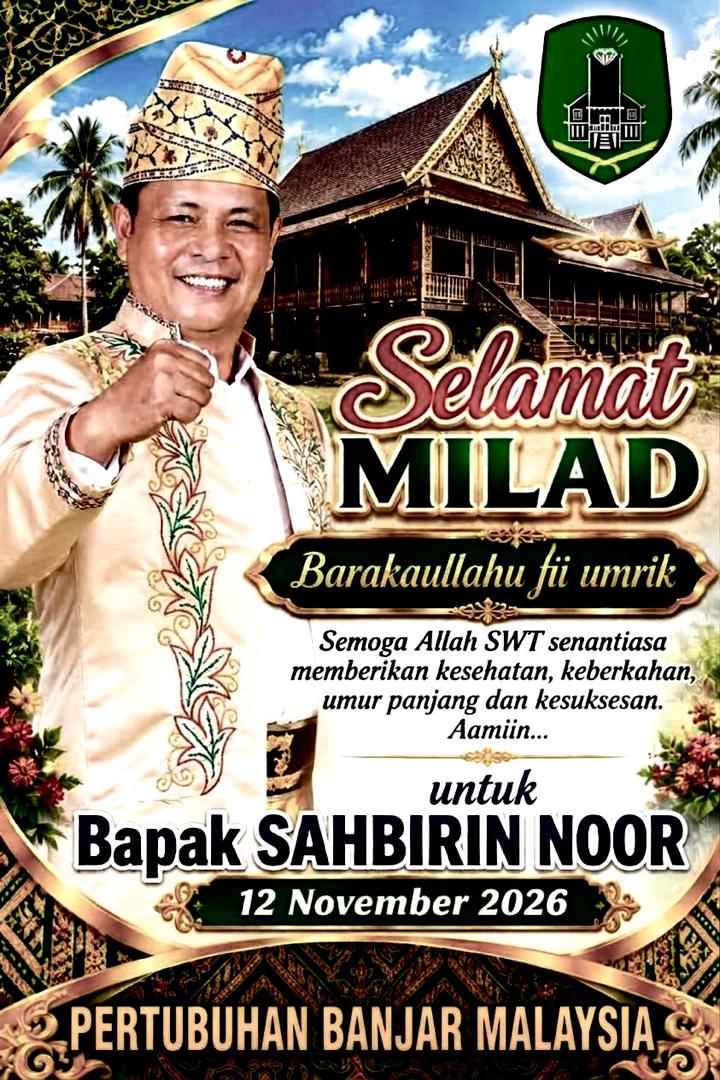 Selamat
MILAD
Barakaullahu fii umrik
Semoga Allah SWT senantiasa
memberikan kesehatan, keberkahan,
umur panjang dan kesuksesan.
Aamiin...
untuk
Bapak SAHBIRIN NOOR
12 November 2026
PERTUBUHAN BANJAR MALAYSIA